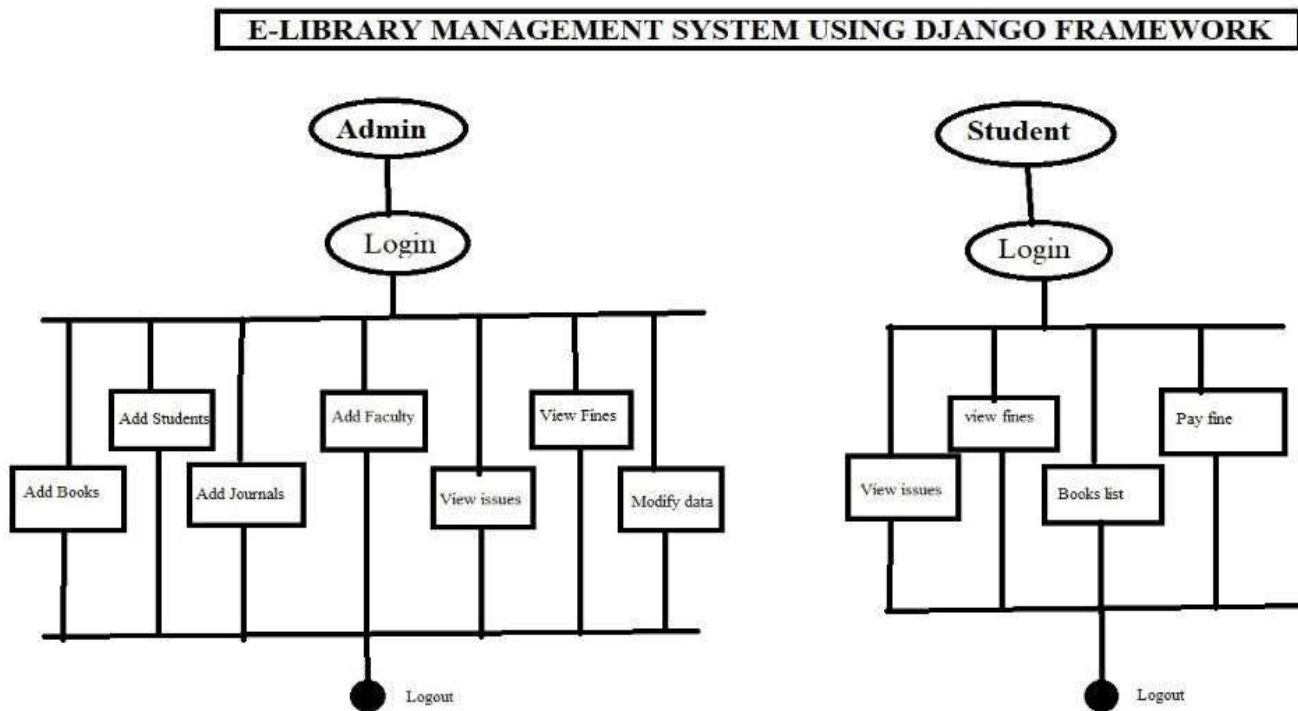 E-LIBRARY MANAGEMENT SYSTEM USING DJANGO FRAMEWORK
Admin
Login
Add Books
Add Students
Add Journals
Add Faculty
View issues
View Fines
Modify data
Logout
Student
Login
View issues
view fines
Books list
Pay fine
Logout